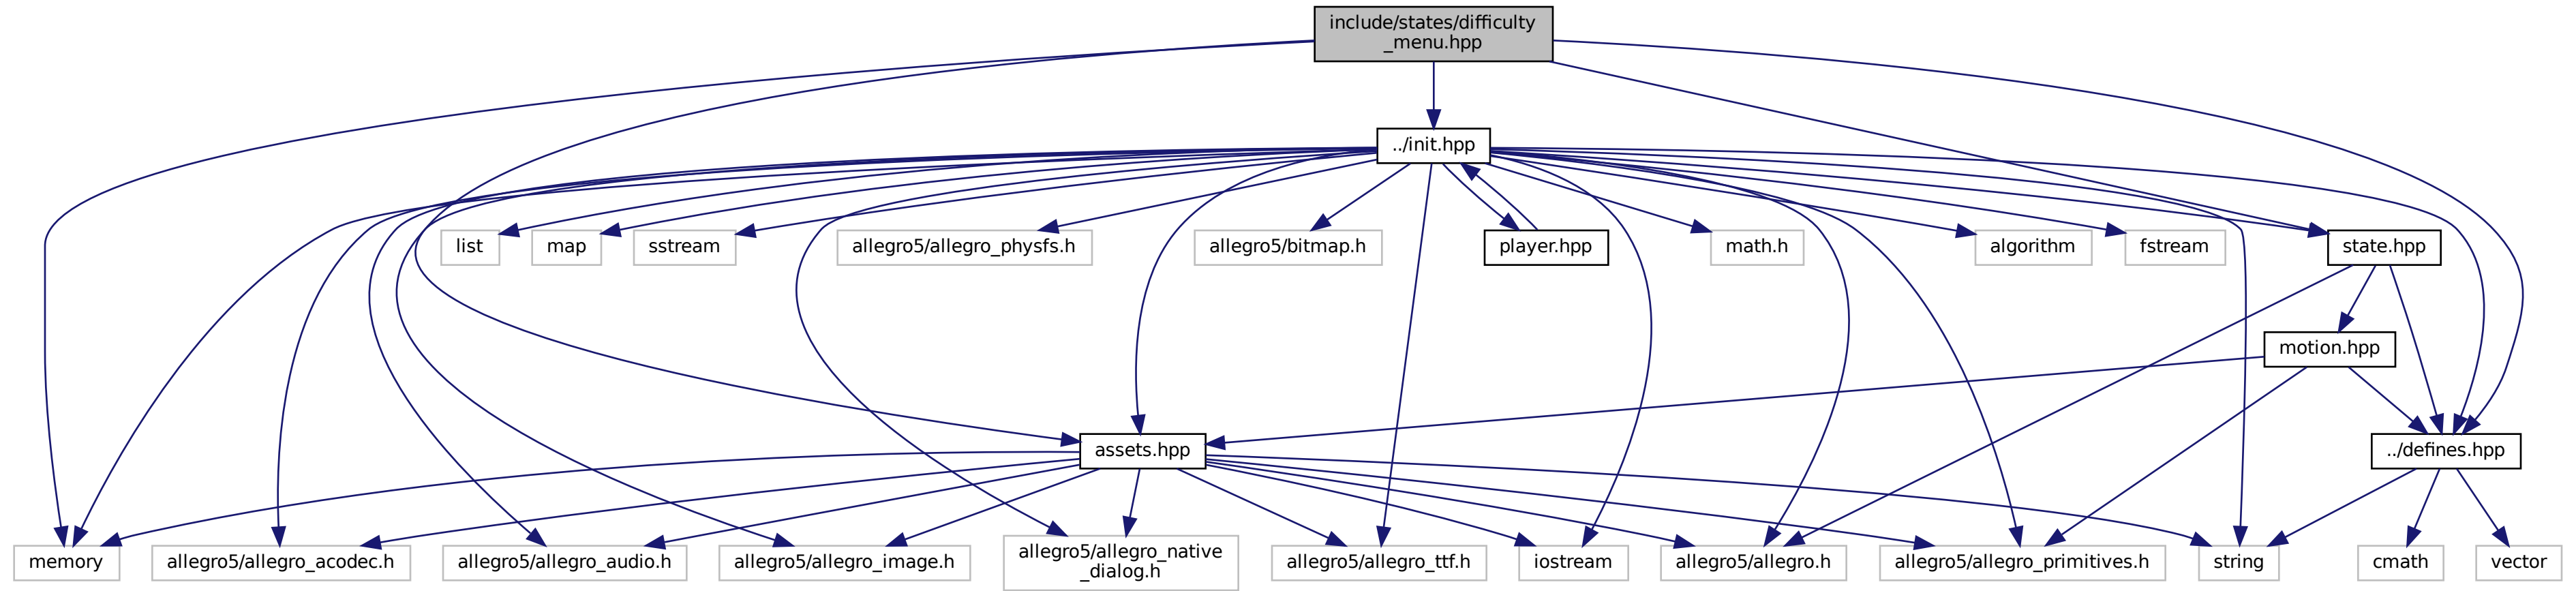 include/states/difficulty
_menu.hpp
../init.hpp
list
map
sstream
allegro5/allegro_physfs.h
allegro5/bitmap.h
player.hpp
math.h
algorithm
fstream
state.hpp
motion.hpp
assets.hpp
../defines.hpp
memory
allegro5/allegro_acodec.h
allegro5/allegro_audio.h
allegro5/allegro_image.h
allegro5/allegro_native
_dialog.h
allegro5/allegro_ttf.h
iostream
allegro5/allegro.h
allegro5/allegro_primitives.h
string
cmath
vector